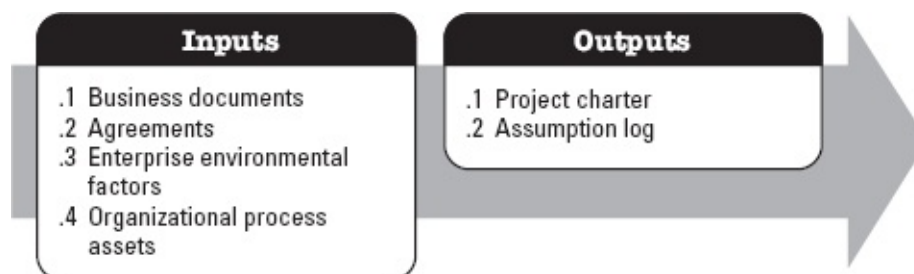 Inputs
.1 Business documents
.2 Agreements
.3 Enterprise environmental
factors
.4 Organizational process
assets
Outputs
.1 Project charter
.2 Assumption log